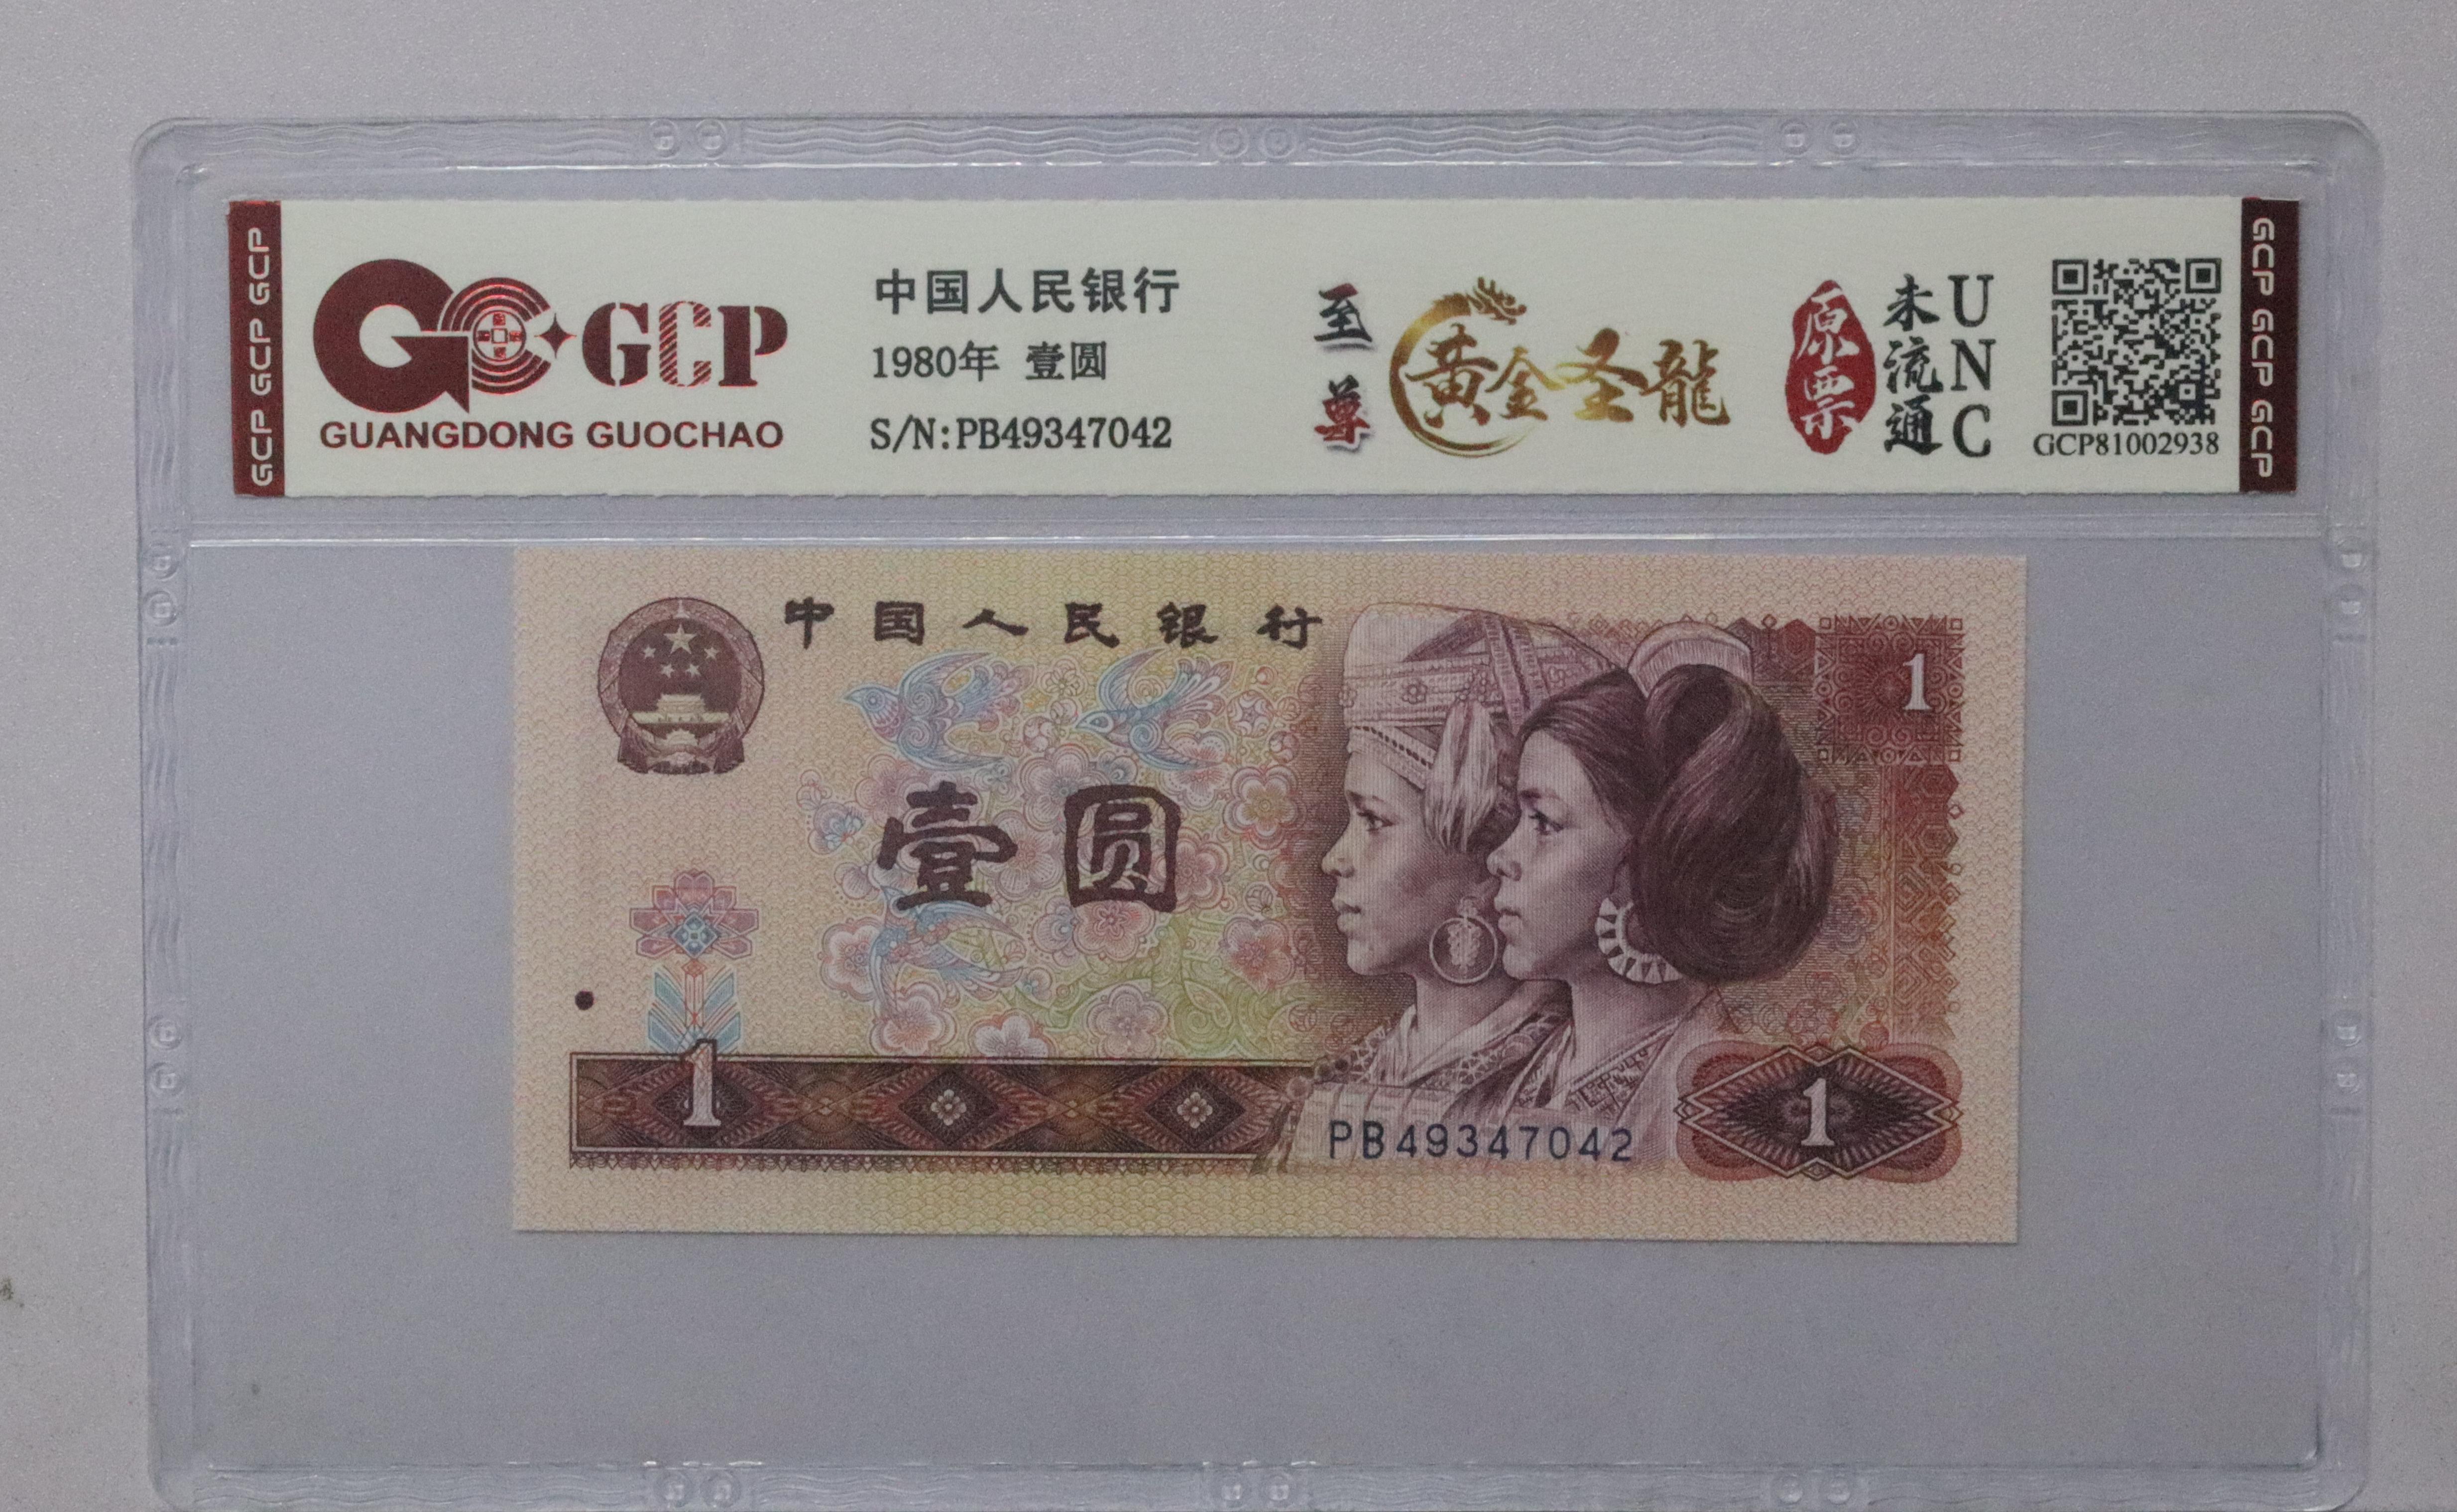 GCP GCP GCP
GCP
GUANGDONG GUOCHAO
中国人民银行
1980年 壹圆
S/N:PB49347042
至尊
黄金圣龍
原票
未流通
UNC
GCP81002938
GCP GCP GCP
中国人民银行
1
壹圆
1
PB49347042
1